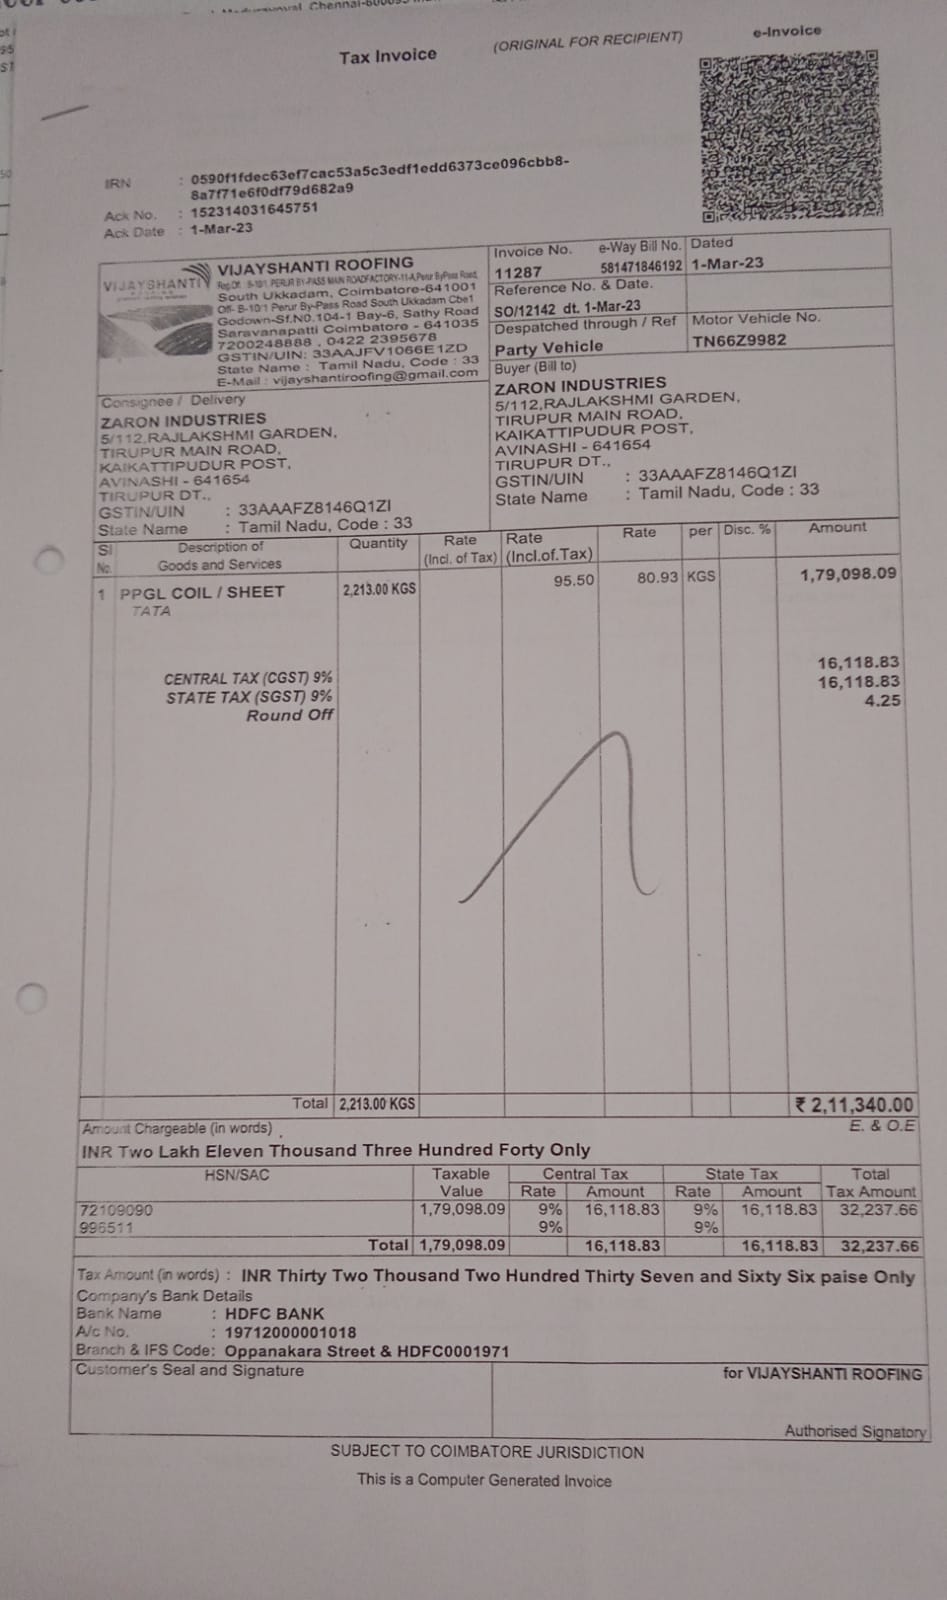 Chennai-600095
Tax Invoice
(ORIGINAL FOR RECIPIENT)
e-Invoice
IRN : 0590f1fdec63ef7cac53a5c3edf1edd6373ce096cbb8-
8a7f71e6f0df79d682a9
Ack No. : 152314031645751
Ack Date : 1-Mar-23
VIJAYSHANTI
VIJAYSHANTI ROOFING
Reg.Off. B-10/1, PERUR BY-PASS MAIN ROAD FACTORY-11-A,Perur ByPass Road,
South Ukkadam, Coimbatore-641001
Off- B-10/1 Perur By-Pass Road South Ukkadam Cbe1
Godown-Sf.N0.104-1 Bay-6, Sathy Road
Saravanapatti Coimbatore - 641035
7200248888 , 0422 2395678
GSTIN/UIN: 33AAJFV1066E1ZD
State Name : Tamil Nadu, Code : 33
E-Mail : vijayshantiroofing@gmail.com
Invoice No. e-Way Bill No. Dated
11287 581471846192 1-Mar-23
Reference No. & Date.
SO/12142 dt. 1-Mar-23
Despatched through / Ref Motor Vehicle No.
Party Vehicle TN66Z9982
Consignee / Delivery
ZARON INDUSTRIES
5/112,RAJLAKSHMI GARDEN,
TIRUPUR MAIN ROAD,
KAIKATTIPUDUR POST,
AVINASHI - 641654
TIRUPUR DT.,
GSTIN/UIN : 33AAAFZ8146Q1ZI
State Name : Tamil Nadu, Code : 33
Buyer (Bill to)
ZARON INDUSTRIES
5/112,RAJLAKSHMI GARDEN,
TIRUPUR MAIN ROAD,
KAIKATTIPUDUR POST,
AVINASHI - 641654
TIRUPUR DT.,
GSTIN/UIN : 33AAAFZ8146Q1ZI
State Name : Tamil Nadu, Code : 33
Sl Description of Quantity Rate Rate Rate per Disc. % Amount
No. Goods and Services (Incl. of Tax) (Incl.of.Tax)
1 PPGL COIL / SHEET 2,213.00 KGS 95.50 80.93 KGS 1,79,098.09
TATA
CENTRAL TAX (CGST) 9% 16,118.83
STATE TAX (SGST) 9% 16,118.83
Round Off 4.25
Total 2,213.00 KGS ₹ 2,11,340.00
Amount Chargeable (in words) E. & O.E
INR Two Lakh Eleven Thousand Three Hundred Forty Only
HSN/SAC Taxable Central Tax State Tax Total
Value Rate Amount Rate Amount Tax Amount
72109090 1,79,098.09 9% 16,118.83 9% 16,118.83 32,237.66
996511 9% 9%
Total 1,79,098.09 16,118.83 16,118.83 32,237.66
Tax Amount (in words) : INR Thirty Two Thousand Two Hundred Thirty Seven and Sixty Six paise Only
Company's Bank Details
Bank Name : HDFC BANK
A/c No. : 19712000001018
Branch & IFS Code: Oppanakara Street & HDFC0001971
Customer's Seal and Signature
for VIJAYSHANTI ROOFING
Authorised Signatory
SUBJECT TO COIMBATORE JURISDICTION
This is a Computer Generated Invoice